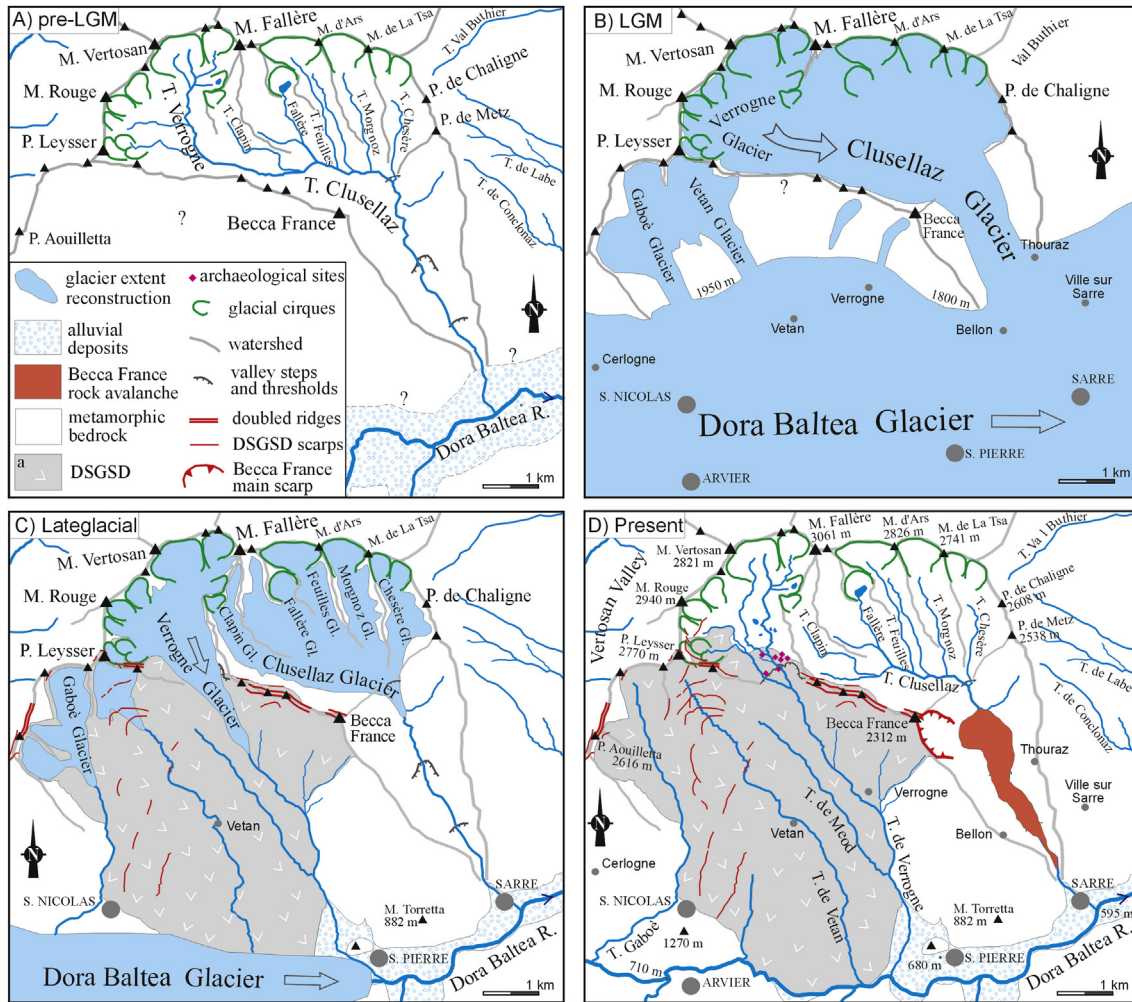 A) pre-LGM
M. Fallère
M. d'Ars
M. de La Tsa
T. Val Buthier
M. Vertosan
P. de Chaligne
M. Rouge
T. Verrogne
T. Clapin
Fallère
T. Feuilles
T. Morgnoz
T. Chesère
P. de Metz
P. Leysser
T. de Labe
T. Clusellaz
T. de Conclonaz
?
Becca France
P. Aouilletta
glacier extent
reconstruction
archaeological sites
glacial cirques
alluvial
deposits
watershed
Becca France
rock avalanche
valley steps
and thresholds
metamorphic
bedrock
doubled ridges
DSGSD scarps
a
DSGSD
Becca France
main scarp
N
?
?
Dora Baltea R.
1 km
B) LGM
M. Fallère
M. d'Ars
M. de La Tsa
Val Buthier
M. Vertosan
P. de Chaligne
M. Rouge
Verrogne
Glacier
P. Leysser
Clusellaz
Glacier
N
?
Gaboè Glacier
Vetan Glacier
Becca
France
P. Aouilletta
Thouraz
1950 m
1800 m
Verrogne
Ville sur
Sarre
Vetan
Bellon
Cerlogne
S. NICOLAS
SARRE
Dora Baltea Glacier
S. PIERRE
ARVIER
1 km
C) Lateglacial
M. Fallère
M. d'Ars
M. de La Tsa
M. Vertosan
M. Rouge
P. de Chaligne
Verrogne
Glacier
Clapin Gl.
Fallère Gl.
Feuilles Gl.
Morgnoz Gl.
Chesère Gl.
P. Leysser
Clusellaz Glacier
Gaboè Glacier
Becca
France
Vetan
N
S. NICOLAS
SARRE
M. Torretta
882 m
S. PIERRE
Dora Baltea R.
Dora Baltea Glacier
1 km
D) Present
M. Fallère
3061 m
M. d'Ars
2826 m
M. de La Tsa
2741 m
T. Va l Buthier
M. Vertosan
2821 m
Vertosan Valley
M. Rouge
2940 m
P. de Chaligne
2608 m
P. de Metz
2538 m
T. Clapin
Fallère
T. Feuilles
T. Morgnoz
T. Chesère
P. Leysser
2770 m
T. de Labe
T. Clusellaz
T. de Conclonaz
Becca France
2312 m
P. Aouilletta
2616 m
Thouraz
Verrogne
Ville sur
Sarre
N
Vetan
T. de Meod
T. de Verrogne
Bellon
Cerlogne
T. de Vetan
S. NICOLAS
SARRE
595 m
M. Torretta
882 m
T. Gaboè
1270 m
710 m
680 m
S. PIERRE
Dora Baltea R.
ARVIER
1 km